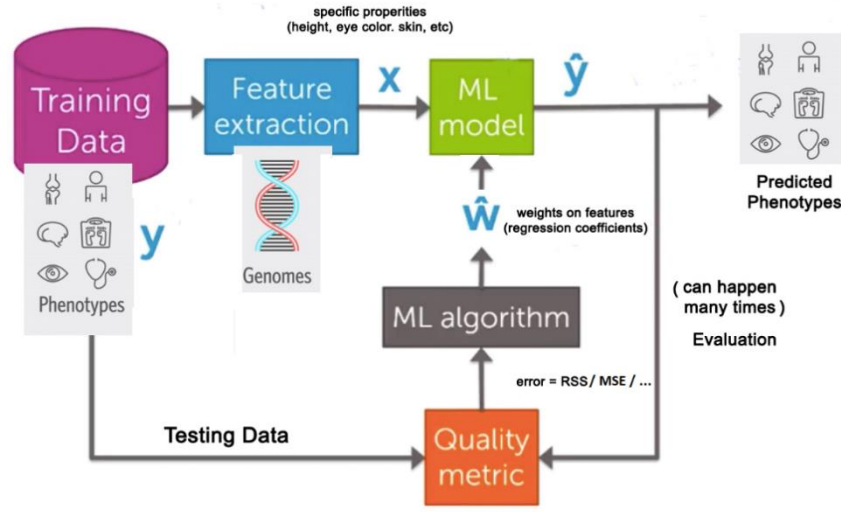 specific properities
(height, eye color. skin, etc)
Training
Data
Feature
extraction
x
ML
model
ŷ
Predicted
Phenotypes
y
Phenotypes
Genomes
ŵ
weights on features
(regression coefficients)
ML algorithm
( can happen
many times )
Evaluation
error = RSS/ MSE / ...
Testing Data
Quality
metric